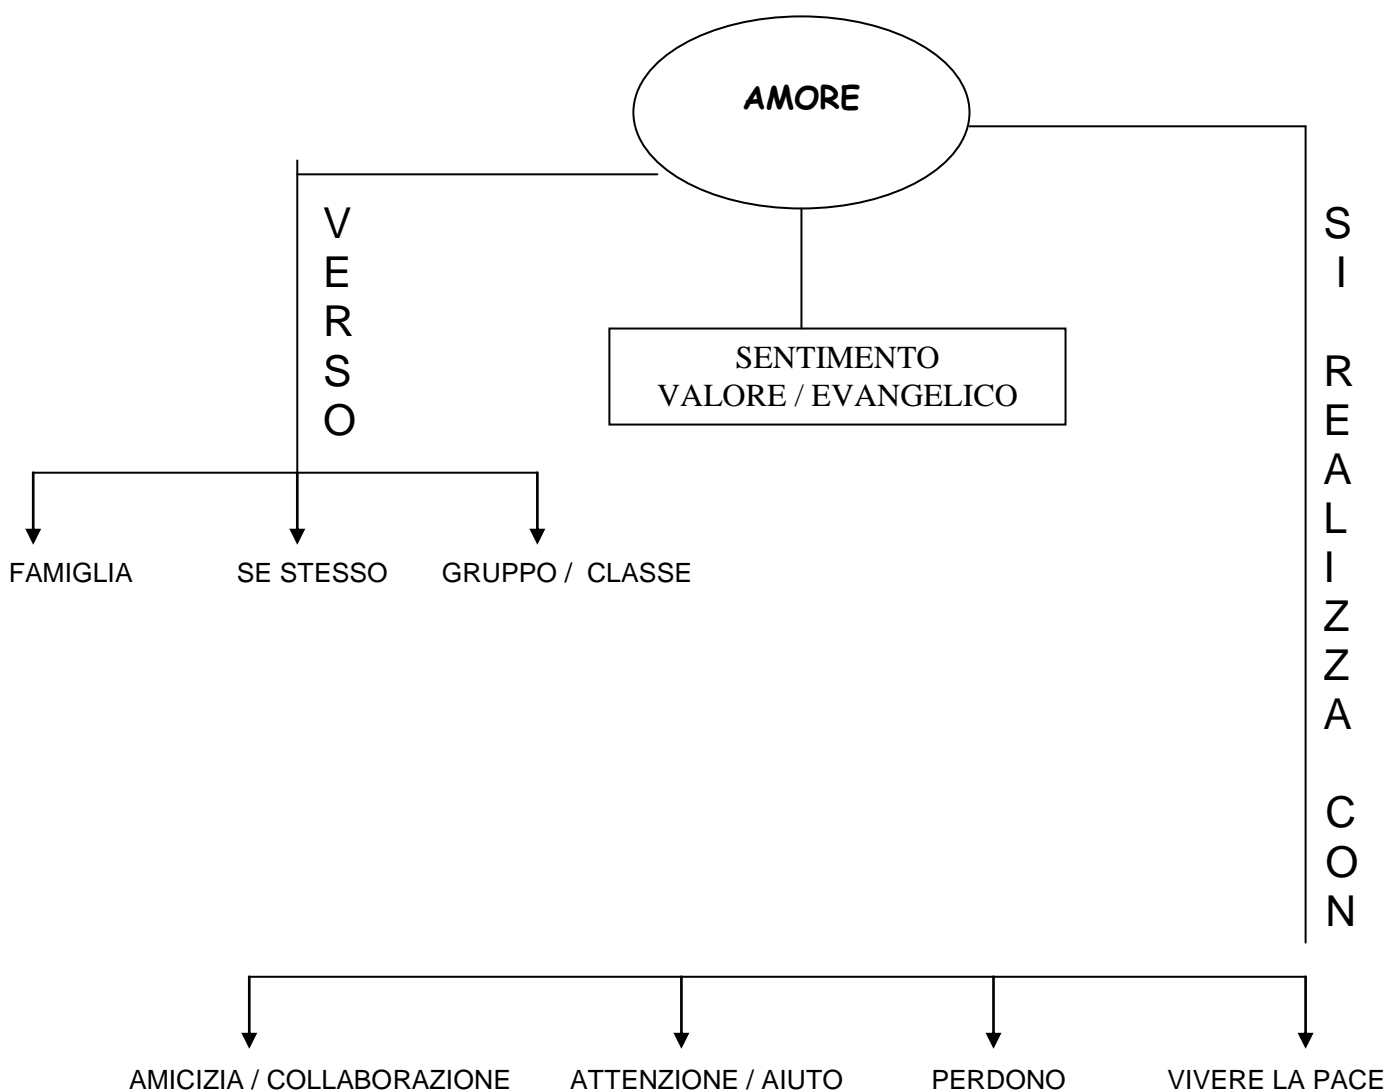 AMORE
VERSO
SI REALIZZA CON
SENTIMENTO
VALORE / EVANGELICO
FAMIGLIA
SE STESSO
GRUPPO / CLASSE
AMICIZIA / COLLABORAZIONE
ATTENZIONE / AIUTO
PERDONO
VIVERE LA PACE